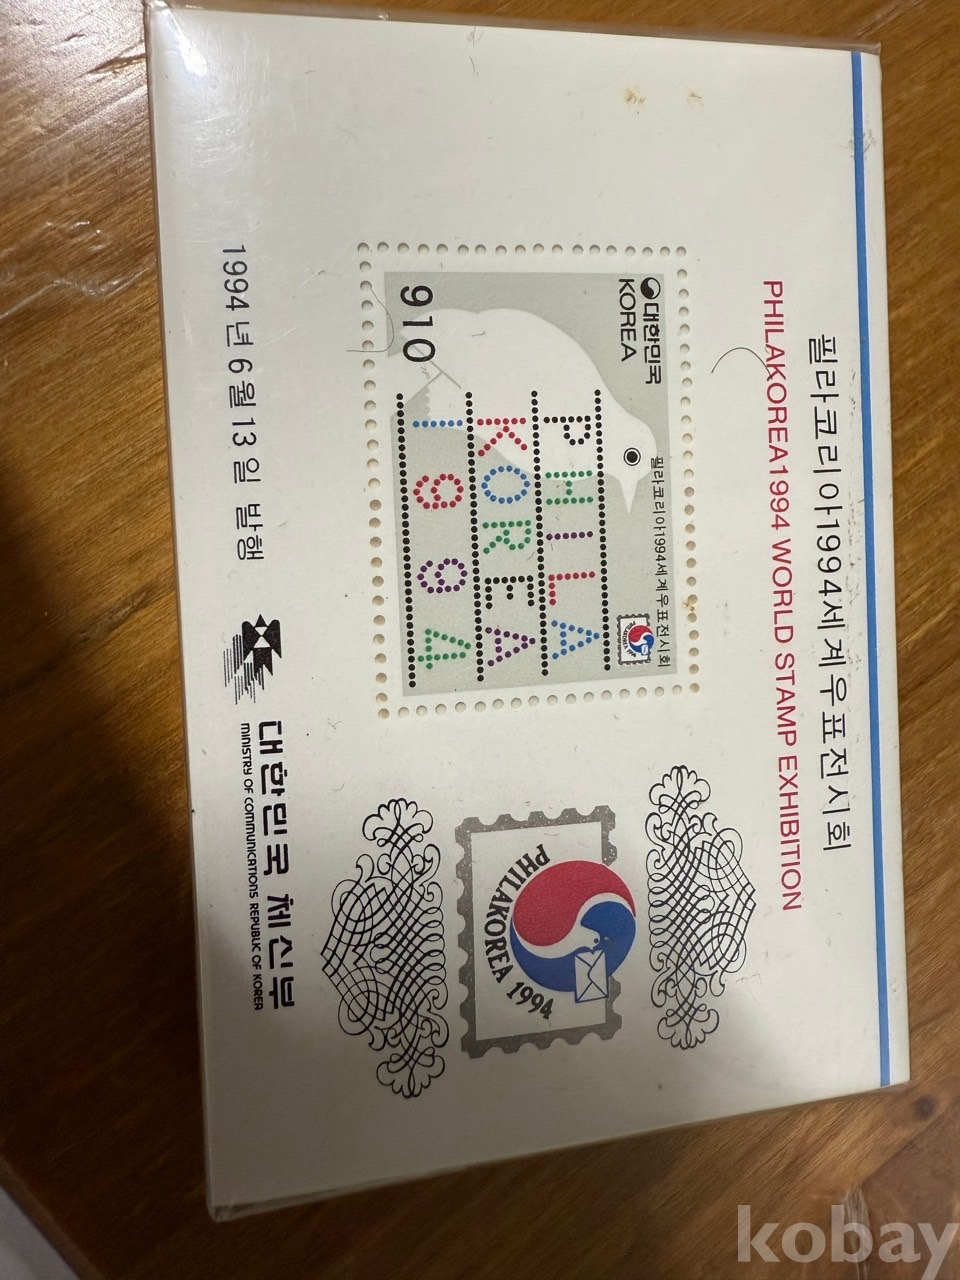 필라코리아1994세계우표전시회
PHILAKOREA1994 WORLD STAMP EXHIBITION
대한민국
KOREA
필라코리아1994세계우표전시회
PHILAKOREA 1994
PHILA
KOREA
1994
910
PHILAKOREA 1994
1994년 6월 13일 발행
대한민국 체신부
MINISTRY OF COMMUNICATIONS REPUBLIC OF KOREA
kobay